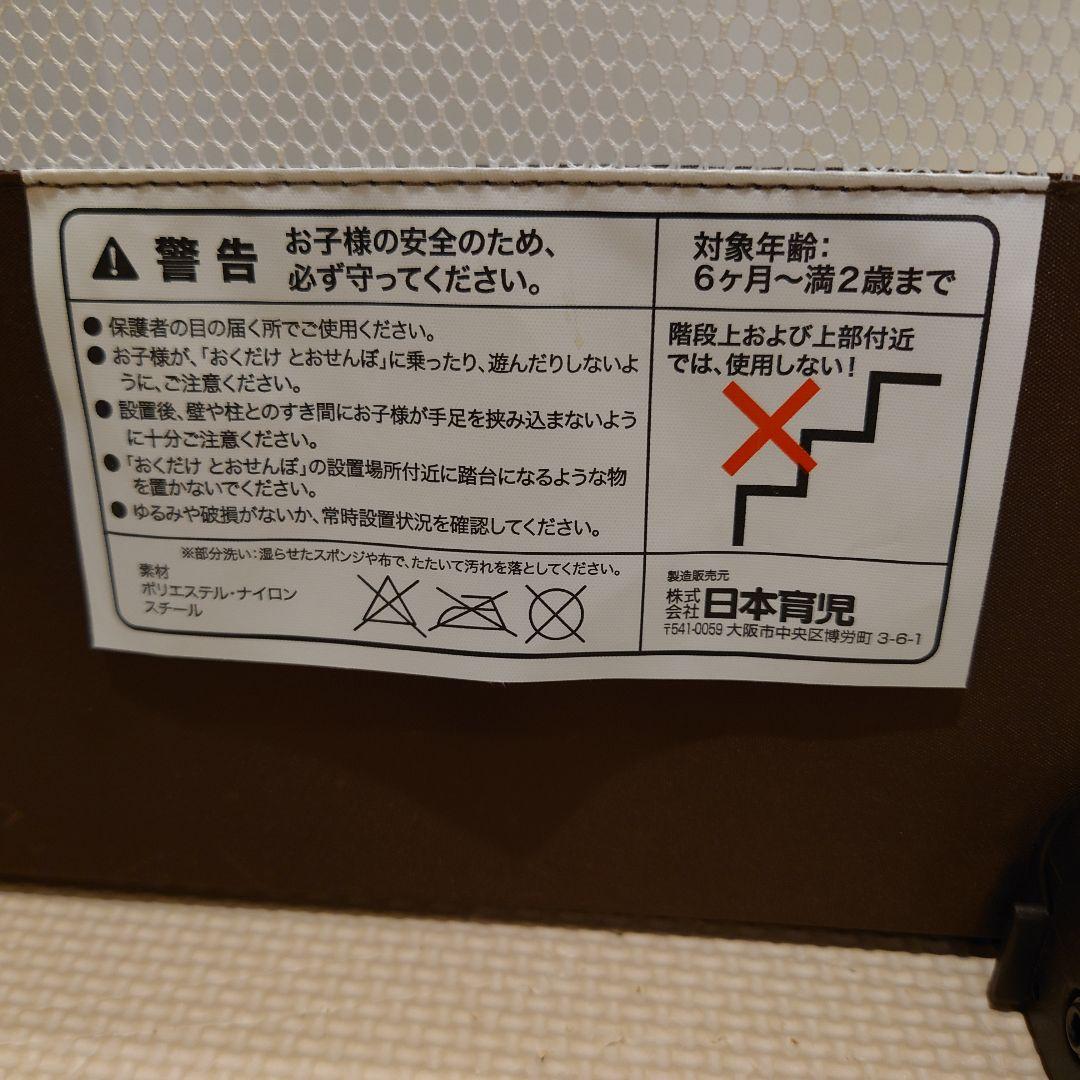 警告
お子様の安全のため、
必ず守ってください。
対象年齢：
6ヶ月～満2歳まで
●保護者の目の届く所でご使用ください。
●お子様が、「おくだけ とおせんぼ」に乗ったり、遊んだりしないよ
うに、ご注意ください。
●設置後、壁や柱とのすき間にお子様が手足を挟み込まないよう
に十分ご注意ください。
●「おくだけ とおせんぼ」の設置場所付近に踏台になるような物
を置かないでください。
●ゆるみや破損がないか、常時設置状況を確認してください。
階段上および上部付近
では、使用しない！
※部分洗い：湿らせたスポンジや布で、たたいて汚れを落としてください。
素材
ポリエステル・ナイロン
スチール
製造販売元
株式会社 日本育児
〒541-0059 大阪市中央区博労町 3-6-1